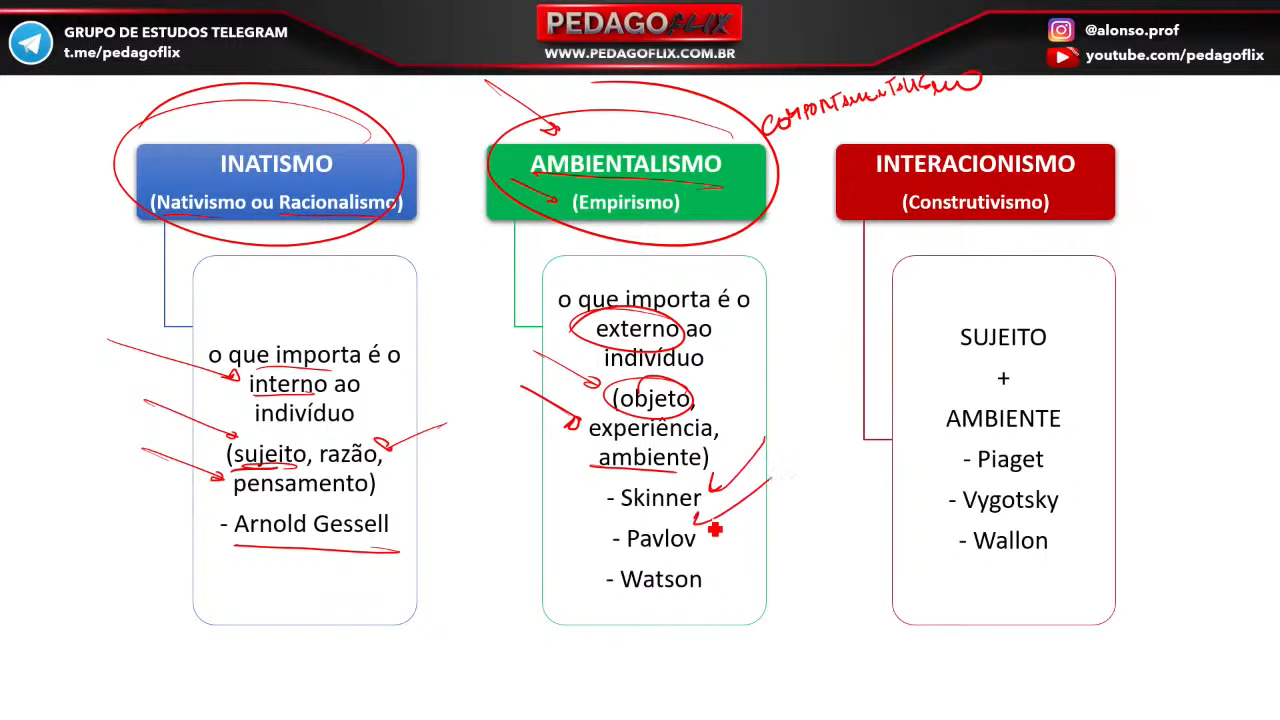 GRUPO DE ESTUDOS TELEGRAM
t.me/pedagoflix
PEDAGOFLIX
WWW.PEDAGOFLIX.COM.BR
@alonso.prof
youtube.com/pedagoflix
COMPORTAMENTALISMO
INATISMO
(Nativismo ou Racionalismo)
o que importa é o
interno ao
indivíduo
(sujeito, razão,
pensamento)
- Arnold Gessell
AMBIENTALISMO
(Empirismo)
o que importa é o
externo ao
indivíduo
(objeto,
experiência,
ambiente)
- Skinner
- Pavlov
- Watson
INTERACIONISMO
(Construtivismo)
SUJEITO
+
AMBIENTE
- Piaget
- Vygotsky
- Wallon